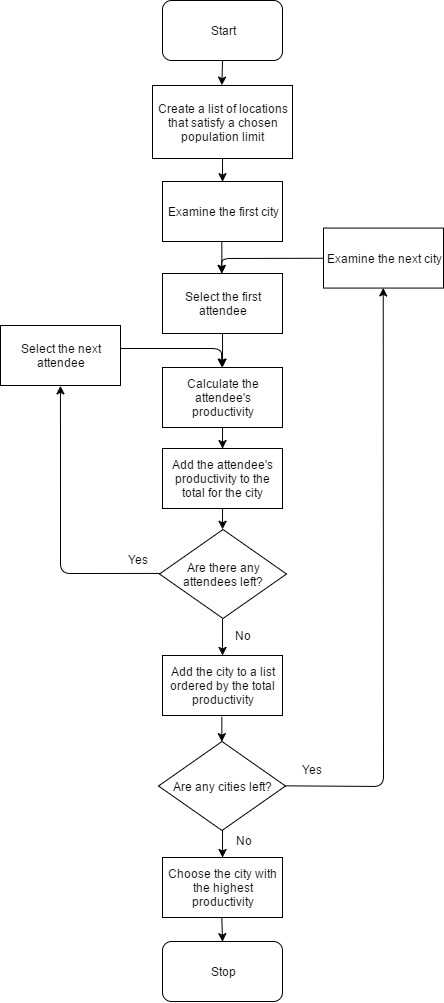 Start
Create a list of locations
that satisfy a chosen
population limit
Examine the first city
Examine the next city
Select the first
attendee
Select the next
attendee
Calculate the
attendee's
productivity
Add the attendee's
productivity to the
total for the city
Are there any
attendees left?
Yes
No
Add the city to a list
ordered by the total
productivity
Are any cities left?
Yes
No
Choose the city with
the highest
productivity
Stop